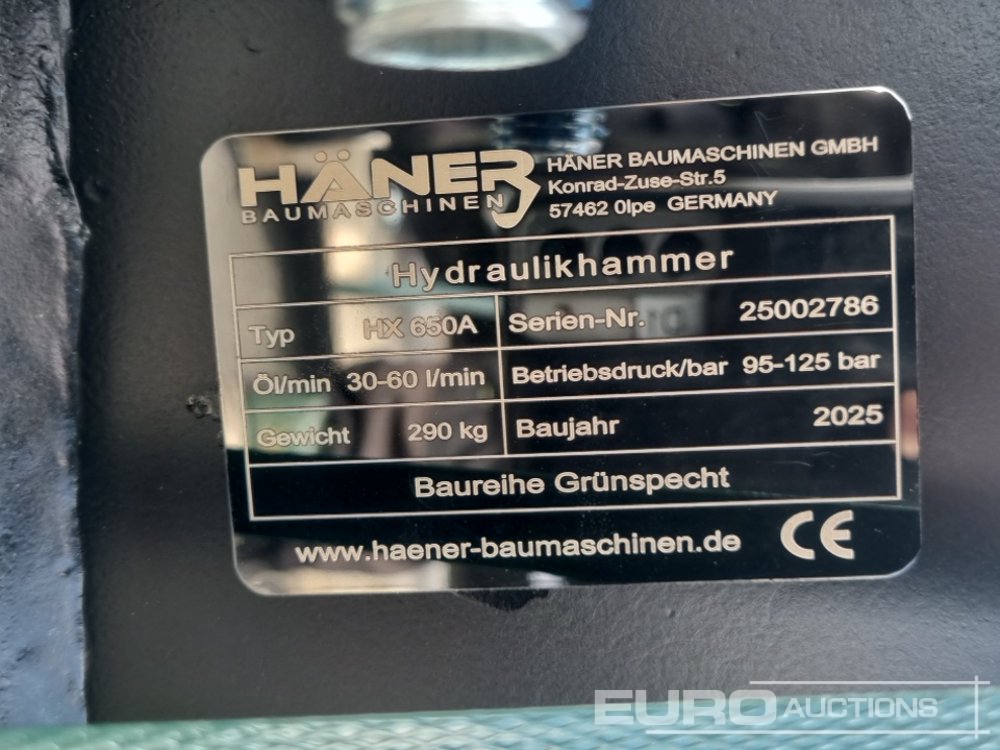 HÄNER
BAUMASCHINEN
HÄNER BAUMASCHINEN GMBH
Konrad-Zuse-Str.5
57462 Olpe GERMANY
Hydraulikhammer
Typ HX 650A
Serien-Nr. 25002786
Öl/min 30-60 l/min
Betriebsdruck/bar 95-125 bar
Gewicht 290 kg
Baujahr 2025
Baureihe Grünspecht
www.haener-baumaschinen.de CE
EURO AUCTIONS